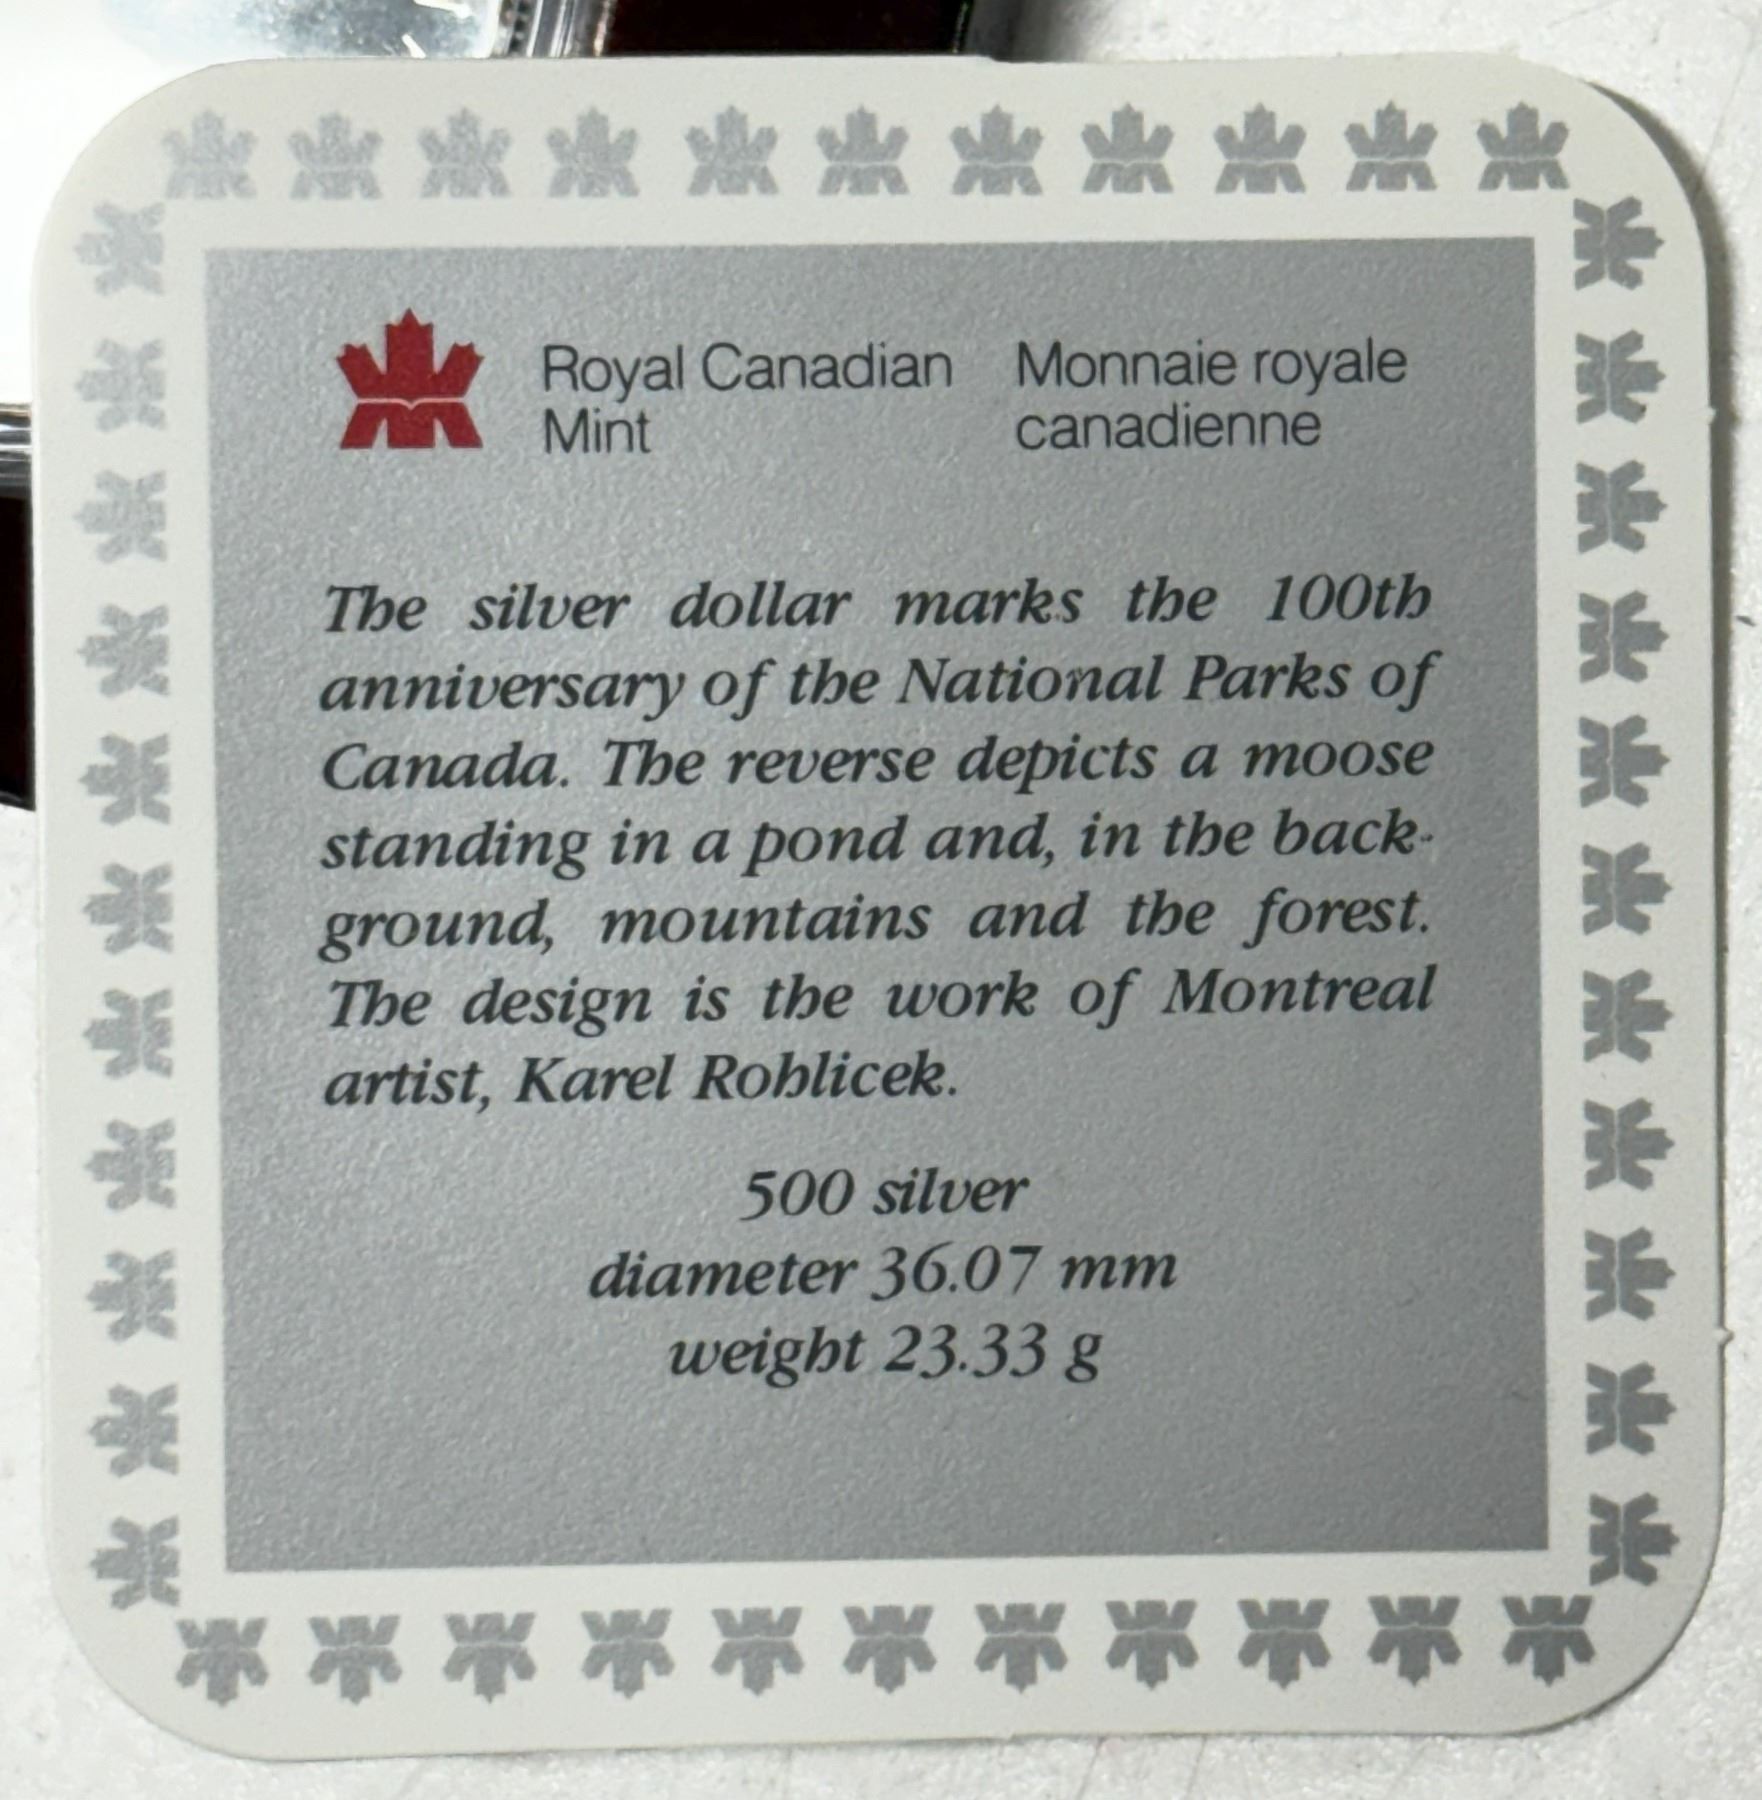 Royal Canadian Mint
Monnaie royale canadienne
The silver dollar marks the 100th
anniversary of the National Parks of
Canada. The reverse depicts a moose
standing in a pond and, in the back-
ground, mountains and the forest.
The design is the work of Montreal
artist, Karel Rohlicek.
500 silver
diameter 36.07 mm
weight 23.33 g